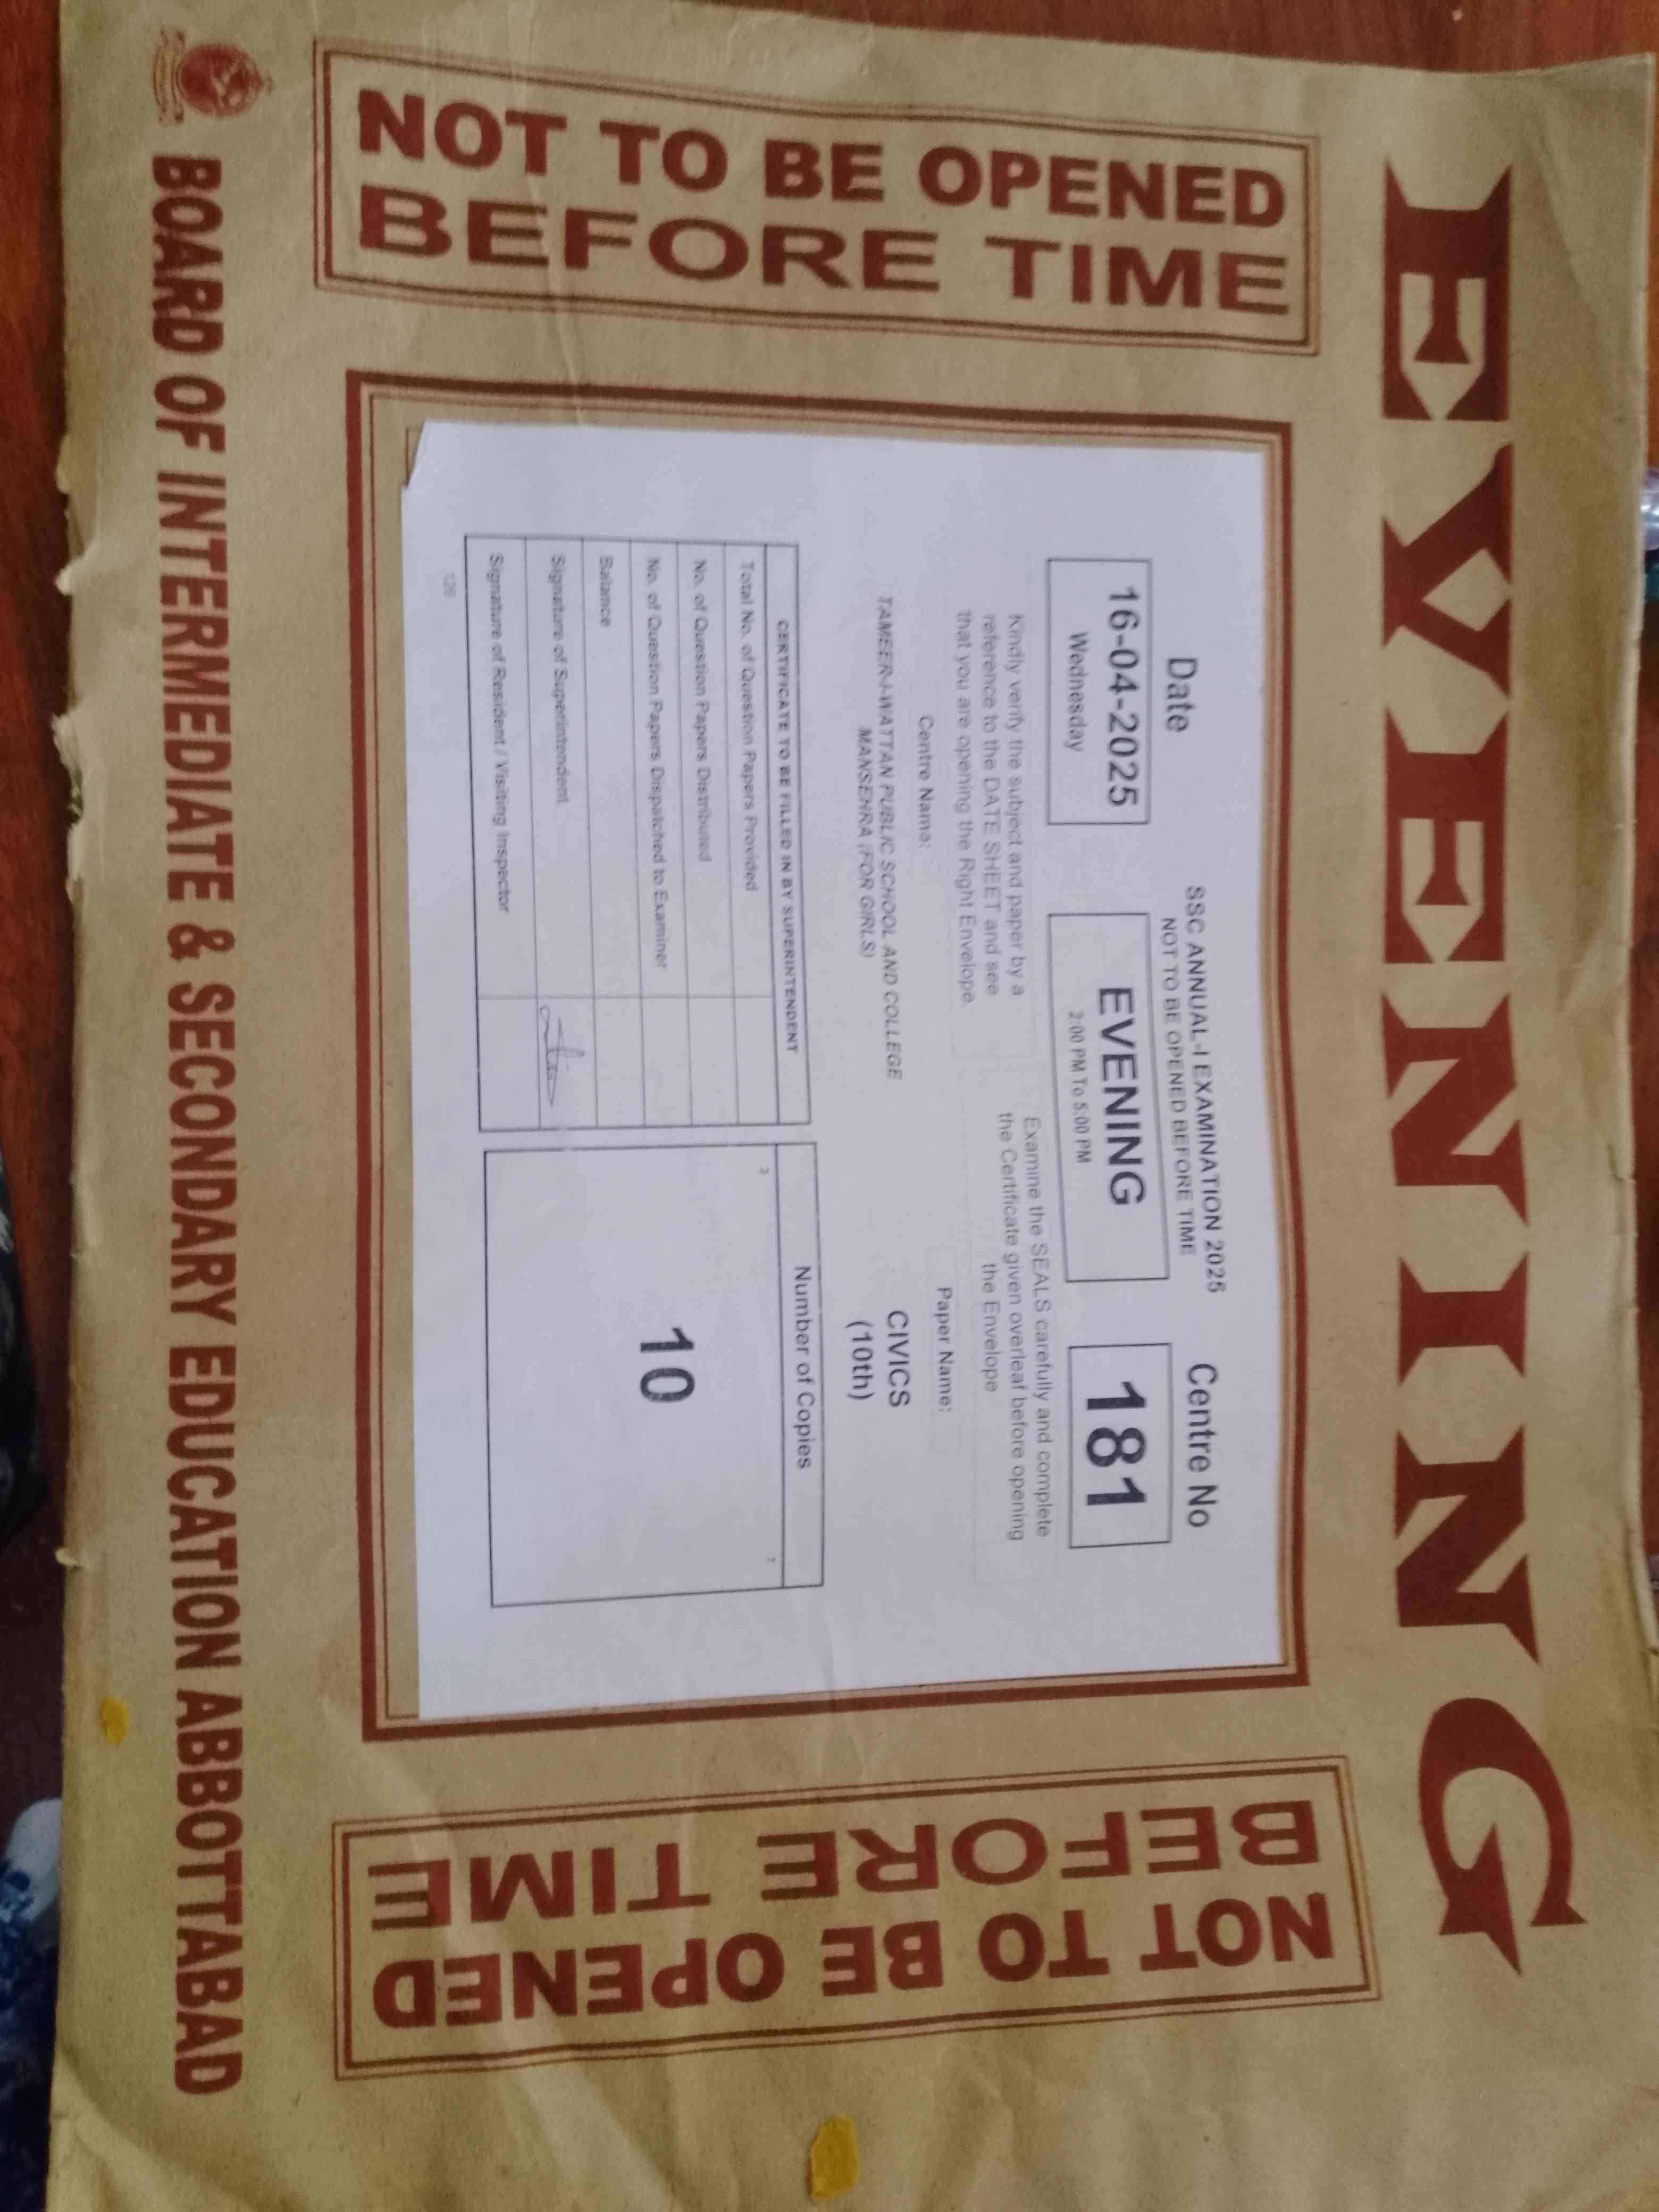 EVENING
NOT TO BE OPENED
BEFORE TIME
Date
16-04-2025
Wednesday
SSC ANNUAL-I EXAMINATION 2025
NOT TO BE OPENED BEFORE TIME
EVENING
2:00 PM To 5:00 PM
Centre No
181
Kindly verify the subject and paper by a
reference to the DATE SHEET and see
that you are opening the Right Envelope.
Examine the SEALS carefully and complete
the Certificate given overleaf before opening
the Envelope
Centre Name:
TAMEER-I-WATTAN PUBLIC SCHOOL AND COLLEGE
MANSEHRA (FOR GIRLS)
Paper Name:
CIVICS
(10th)
CERTIFICATE TO BE FILLED IN BY SUPERINTENDENT
Total No. of Question Papers Provided
No. of Question Papers Distributed
No. of Question Papers Dispatched to Examiner
Balance
Signature of Superintendent
Signature of Resident / Visiting Inspector
Number of Copies
10
NOT TO BE OPENED
BEFORE TIME
BOARD OF INTERMEDIATE & SECONDARY EDUCATION ABBOTTABAD